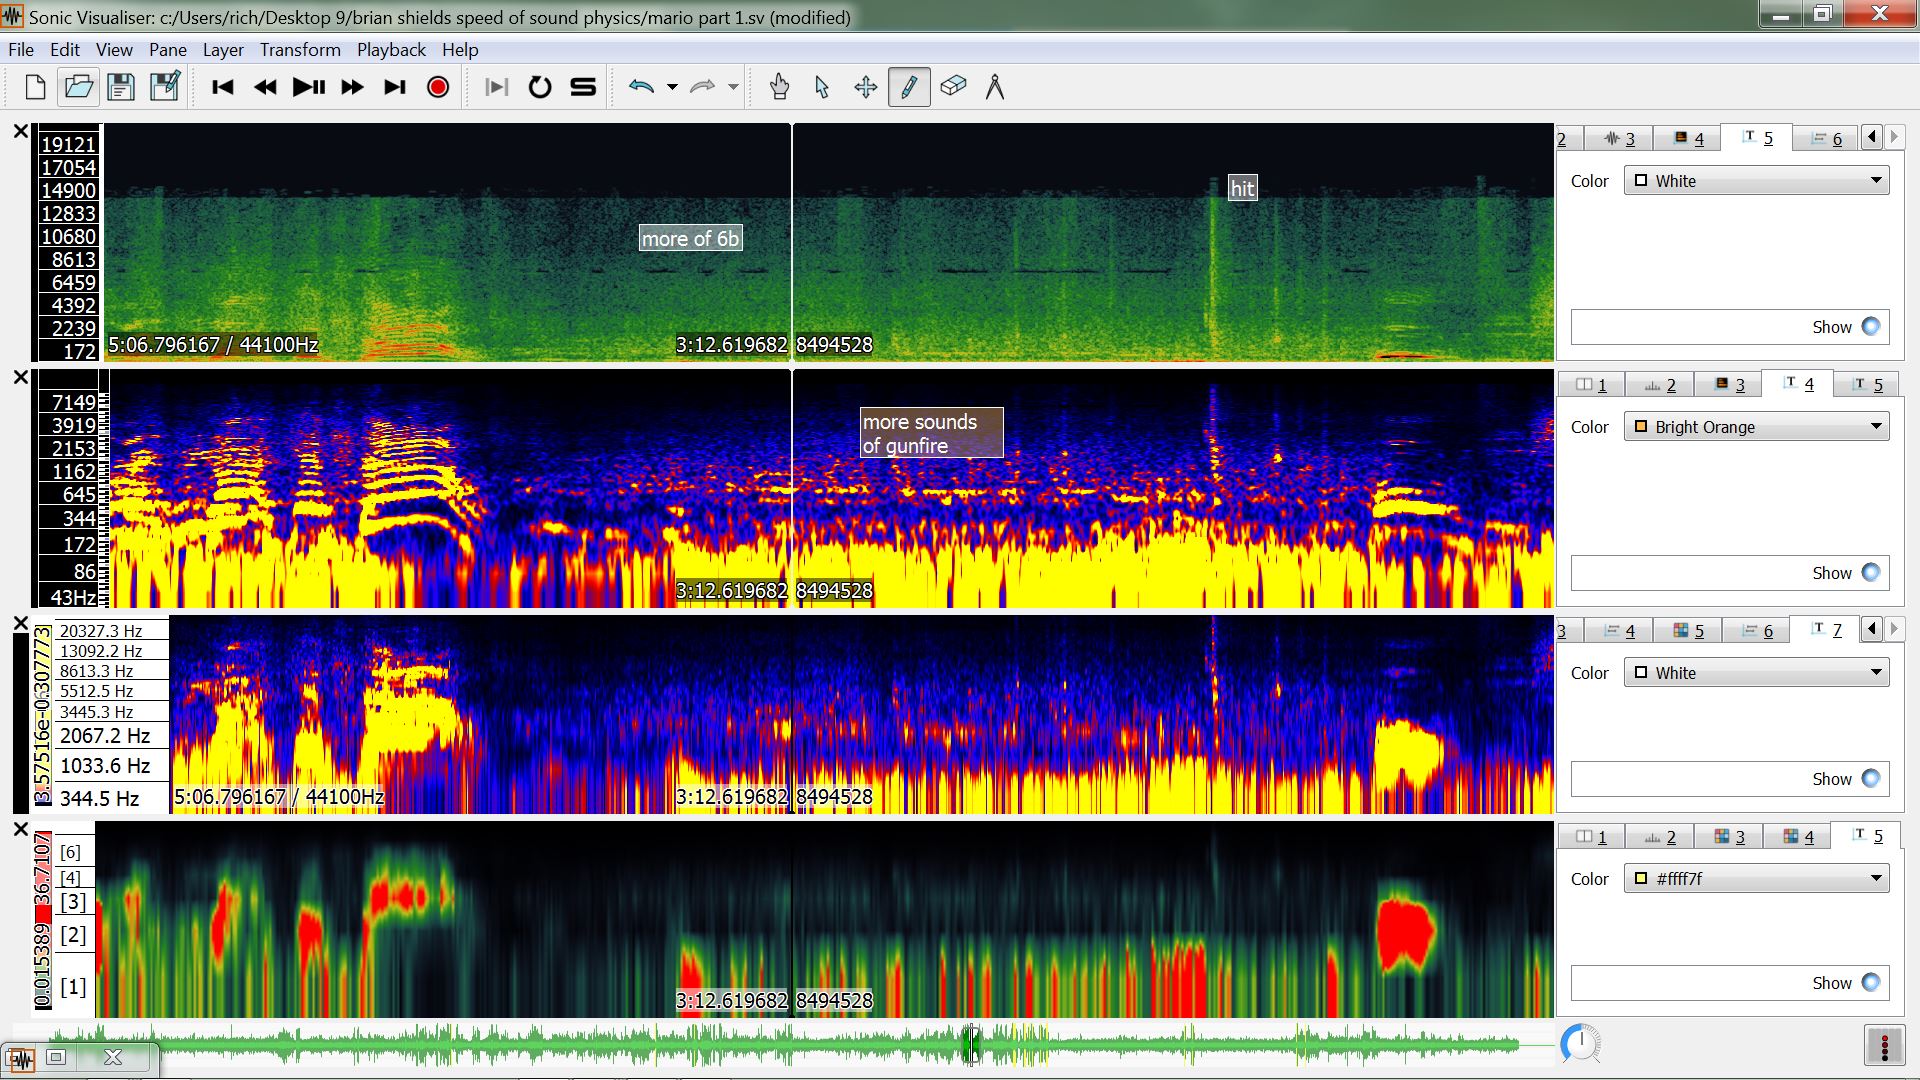 Sonic Visualiser: c:/Users/rich/Desktop 9/brian shields speed of sound physics/mario part 1.sv (modified)
File Edit View Pane Layer Transform Playback Help
19121
17054
14900
12833
10680
8613
6459
4392
2239
172
more of 6b
hit
5:06.796167 / 44100Hz
3:12.619682 8494528
2 3 4 T 5 6
Color White
Show
7149
3919
2153
1162
645
344
172
86
43Hz
more sounds
of gunfire
3:12.619682 8494528
1 2 3 T 4 T 5
Color Bright Orange
Show
20327.3 Hz
13092.2 Hz
8613.3 Hz
5512.5 Hz
3445.3 Hz
2067.2 Hz
1033.6 Hz
344.5 Hz
5:06.796167 / 44100Hz
3:12.619682 8494528
3 4 5 6 T 7
Color White
Show
36.7107
0.015389
[6]
[4]
[3]
[2]
[1]
3:12.619682 8494528
1 2 3 4 T 5
Color #ffff7f
Show